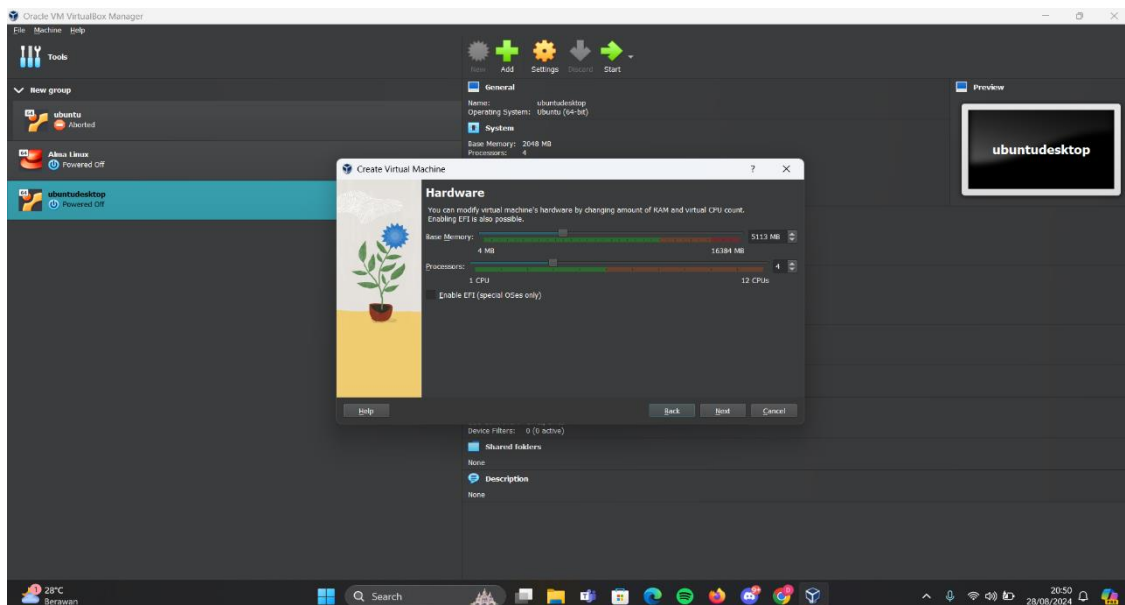 Oracle VM VirtualBox Manager
File Machine Help
Tools
New Add Settings Discard Start
New group
64 ubuntu
Aborted
64 Alma Linux
Powered Off
64 ubuntudesktop
Powered Off
General
Name: ubuntudesktop
Operating System: Ubuntu (64-bit)
System
Base Memory: 2048 MB
Processors: 4
Preview
ubuntudesktop
Create Virtual Machine
? X
Hardware
You can modify virtual machine's hardware by changing amount of RAM and virtual CPU count.
Enabling EFI is also possible.
Base Memory: 5113 MB
4 MB 16384 MB
Processors: 4
1 CPU 12 CPUs
Enable EFI (special OSes only)
Help Back Next Cancel
Device Filters: 0 (0 active)
Shared folders
None
Description
None
28°C
Berawan
Search
20:50
28/08/2024